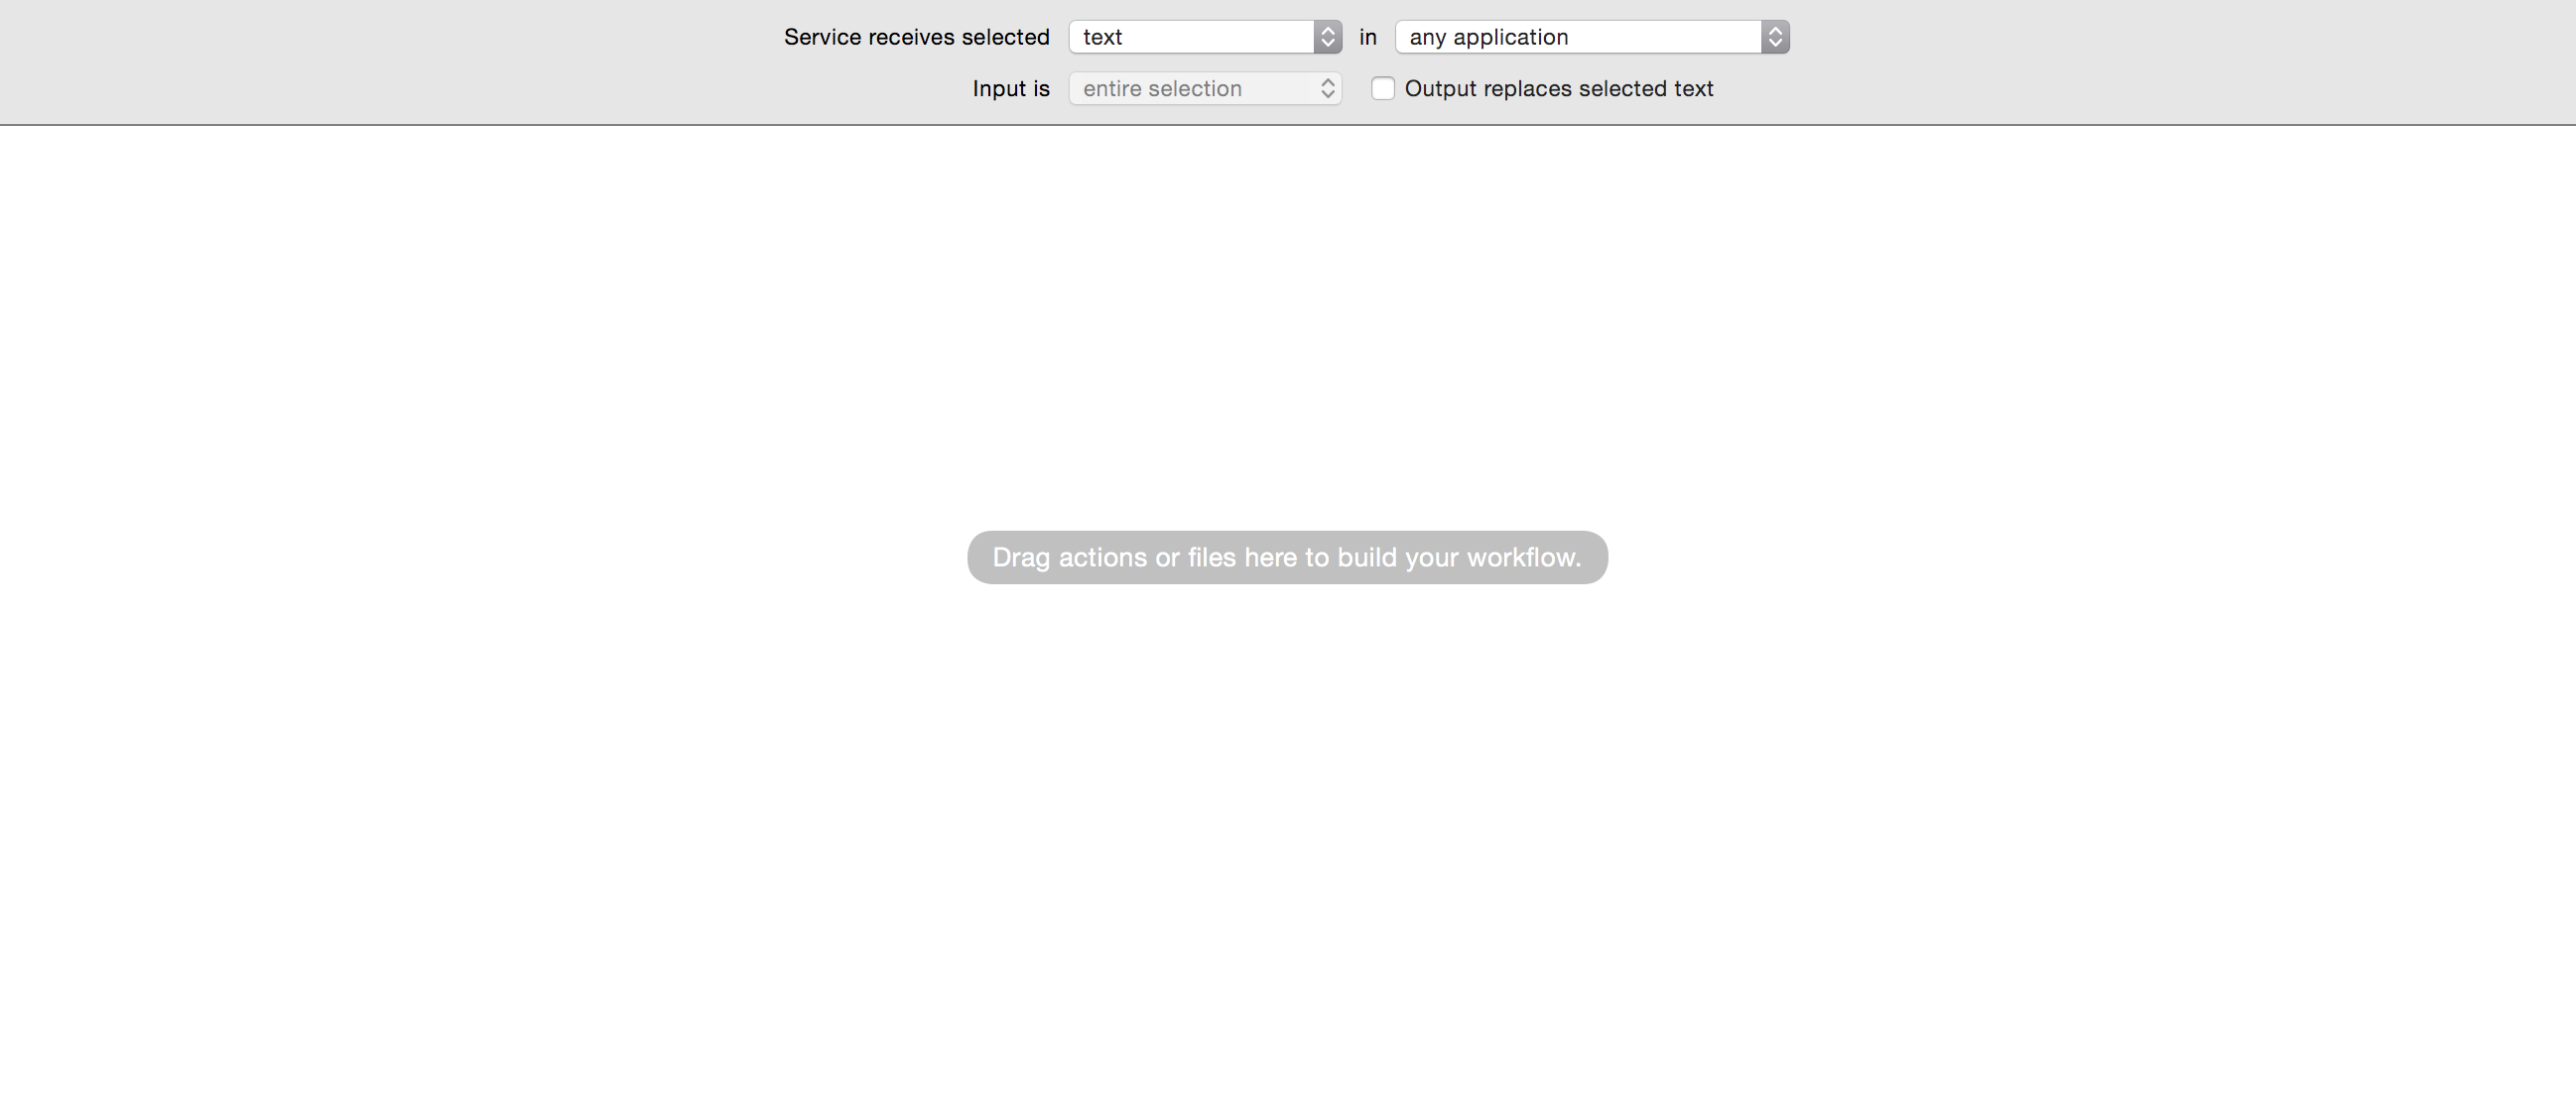 Service receives selected text in any application
Input is entire selection Output replaces selected text
Drag actions or files here to build your workflow.